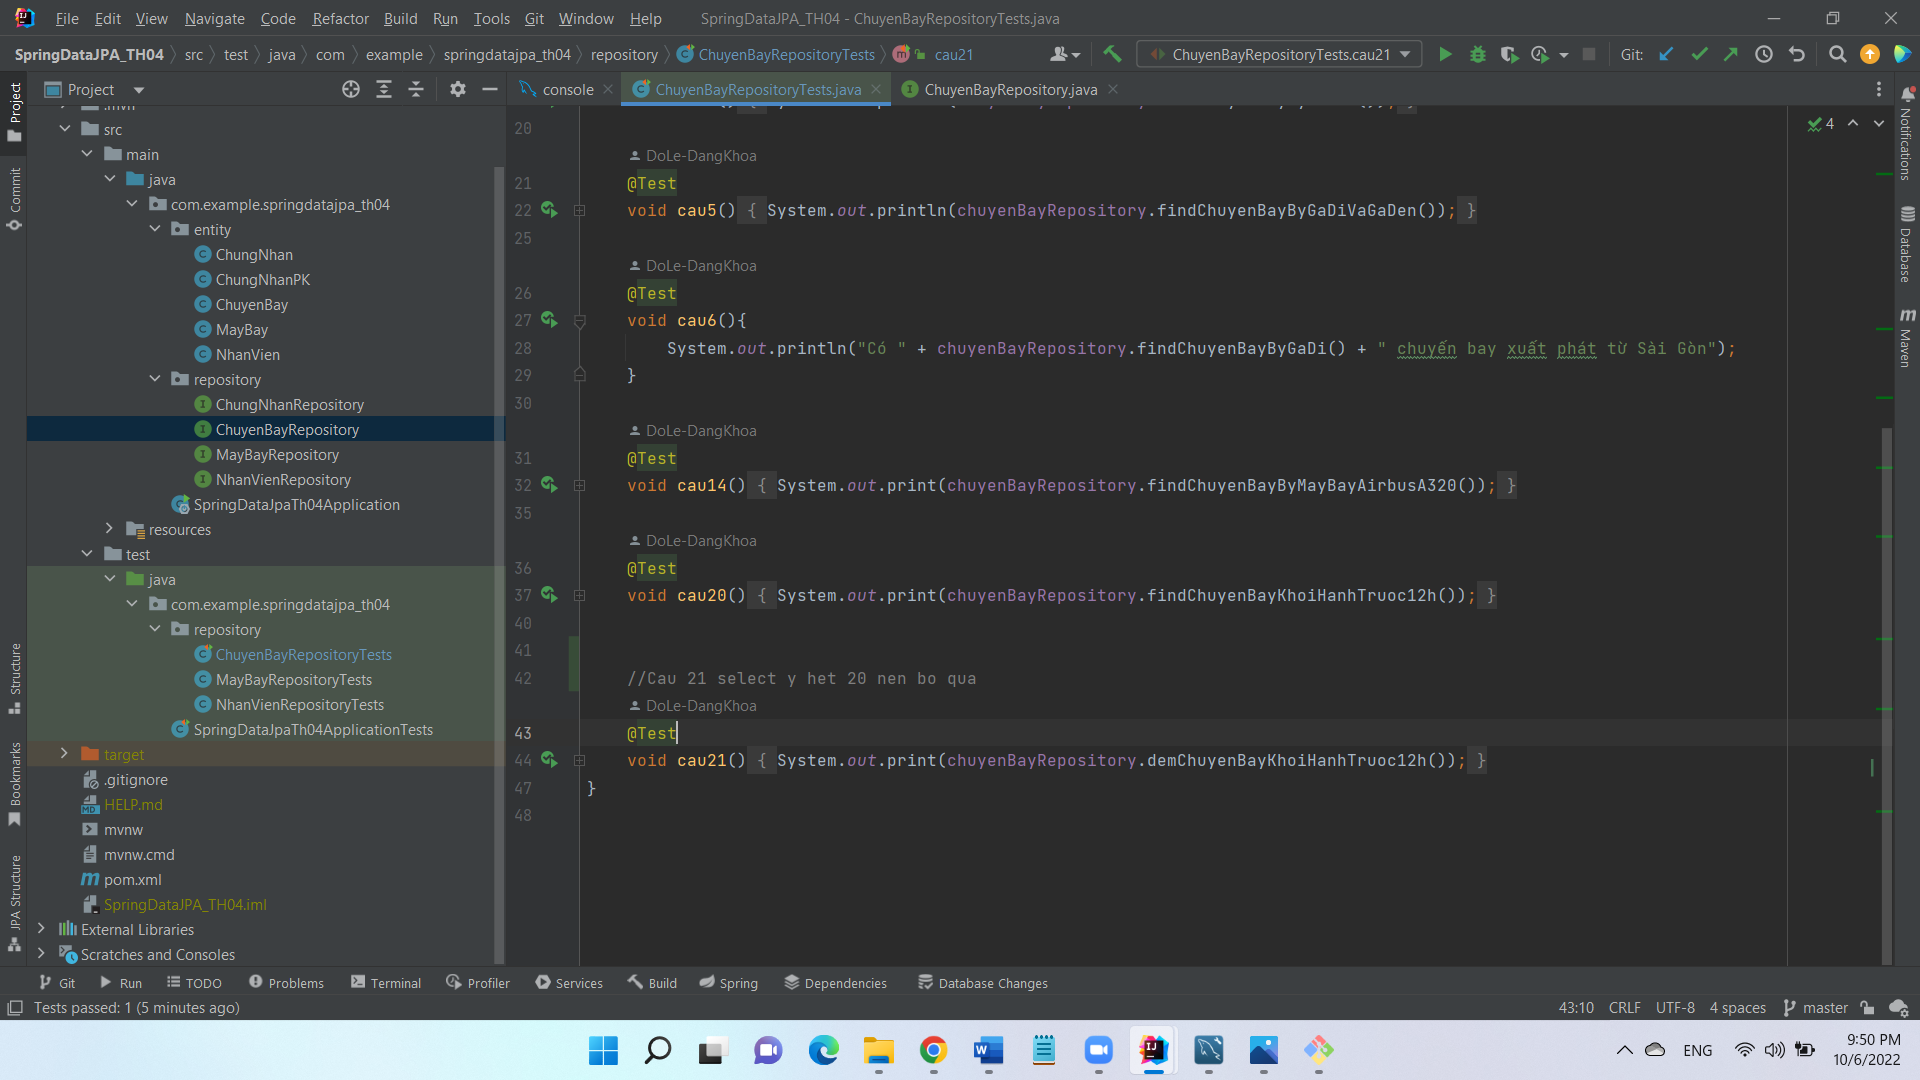 File Edit View Navigate Code Refactor Build Run Tools Git Window Help SpringDataJPA_TH04 - ChuyenBayRepositoryTests.java
SpringDataJPA_TH04 src test java com example springdatajpa_th04 repository ChuyenBayRepositoryTests cau21 ChuyenBayRepositoryTests.cau21 Git:
Project
console ChuyenBayRepositoryTests.java ChuyenBayRepository.java
Project
Commit
Structure
Bookmarks
JPA Structure
.mvn
src
main
java
com.example.springdatajpa_th04
entity
ChungNhan
ChungNhanPK
ChuyenBay
MayBay
NhanVien
repository
ChungNhanRepository
ChuyenBayRepository
MayBayRepository
NhanVienRepository
SpringDataJpaTh04Application
resources
test
java
com.example.springdatajpa_th04
repository
ChuyenBayRepositoryTests
MayBayRepositoryTests
NhanVienRepositoryTests
SpringDataJpaTh04ApplicationTests
target
.gitignore
HELP.md
mvnw
mvnw.cmd
pom.xml
SpringDataJPA_TH04.iml
External Libraries
Scratches and Consoles
4
20
DoLe-DangKhoa
21 @Test
22 void cau5() { System.out.println(chuyenBayRepository.findChuyenBayByGaDiVaGaDen()); }
25
DoLe-DangKhoa
26 @Test
27 void cau6(){
28 System.out.println("Có " + chuyenBayRepository.findChuyenBayByGaDi() + " chuyến bay xuất phát từ Sài Gòn");
29 }
30
DoLe-DangKhoa
31 @Test
32 void cau14() { System.out.print(chuyenBayRepository.findChuyenBayByMayBayAirbusA320()); }
35
DoLe-DangKhoa
36 @Test
37 void cau20() { System.out.print(chuyenBayRepository.findChuyenBayKhoiHanhTruoc12h()); }
40
41
42 //Cau 21 select y het 20 nen bo qua
DoLe-DangKhoa
43 @Test
44 void cau21() { System.out.print(chuyenBayRepository.demChuyenBayKhoiHanhTruoc12h()); }
47 }
48
Notifications
Database
Maven
Git Run TODO Problems Terminal Profiler Services Build Spring Dependencies Database Changes
Tests passed: 1 (5 minutes ago) 43:10 CRLF UTF-8 4 spaces master
ENG 9:50 PM
10/6/2022